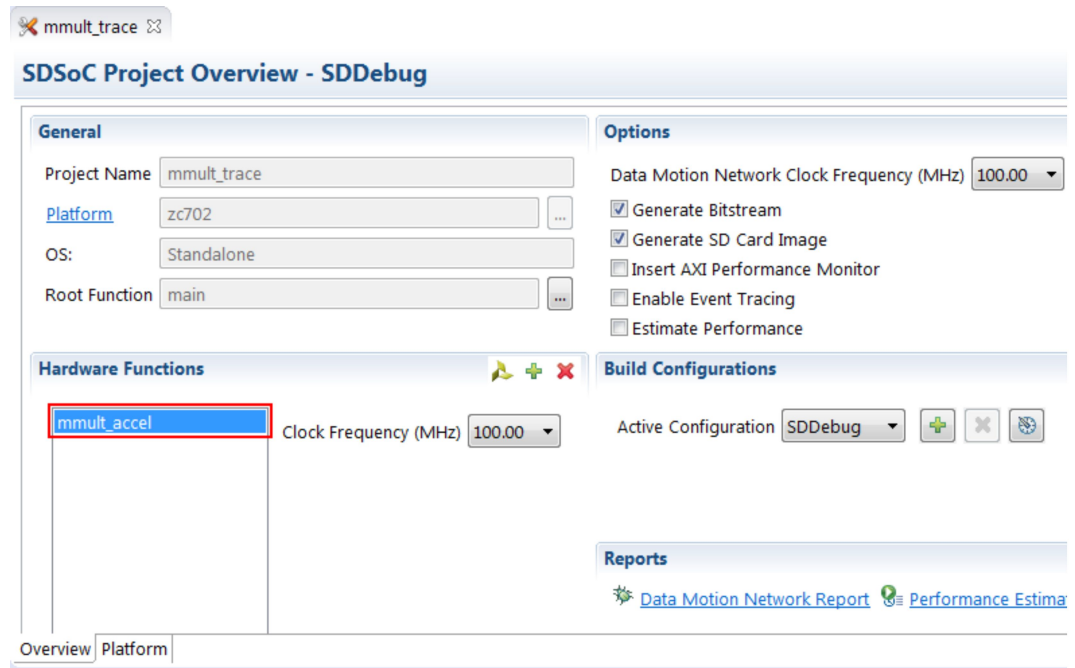 mmult_trace
SDSoC Project Overview - SDDebug
General
Project Name mmult_trace
Platform zc702 ...
OS: Standalone
Root Function main ...
Options
Data Motion Network Clock Frequency (MHz) 100.00
Generate Bitstream
Generate SD Card Image
Insert AXI Performance Monitor
Enable Event Tracing
Estimate Performance
Hardware Functions
mmult_accel
Clock Frequency (MHz) 100.00
Build Configurations
Active Configuration SDDebug
Reports
Data Motion Network Report Performance Estima
Overview Platform